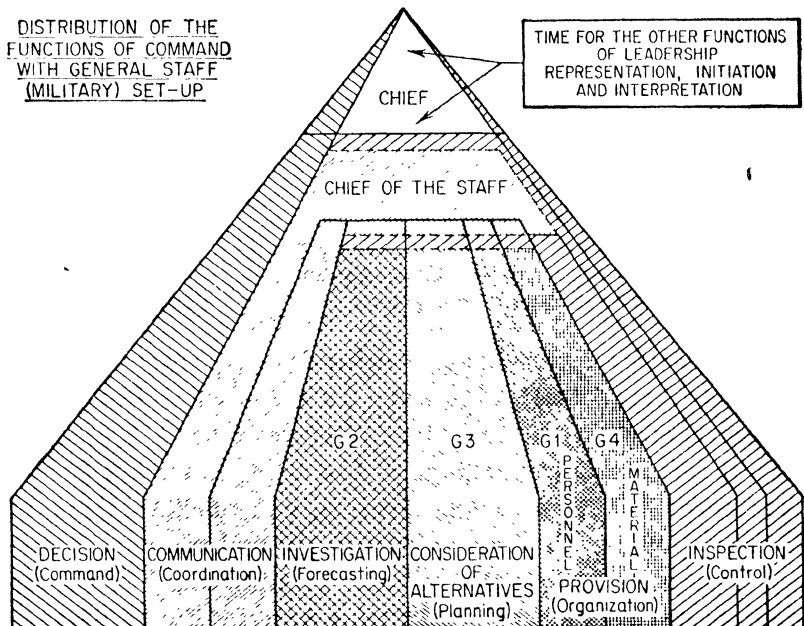 DISTRIBUTION OF THE
FUNCTIONS OF COMMAND
WITH GENERAL STAFF
(MILITARY) SET-UP
TIME FOR THE OTHER FUNCTIONS
OF LEADERSHIP
REPRESENTATION, INITIATION
AND INTERPRETATION
CHIEF
CHIEF OF THE STAFF
G2
G3
G1
G4
PERSONNEL
MATERIAL
DECISION
(Command)
COMMUNICATION
(Coordination)
INVESTIGATION
(Forecasting)
CONSIDERATION
OF
ALTERNATIVES
(Planning)
PROVISION
(Organization)
INSPECTION
(Control)